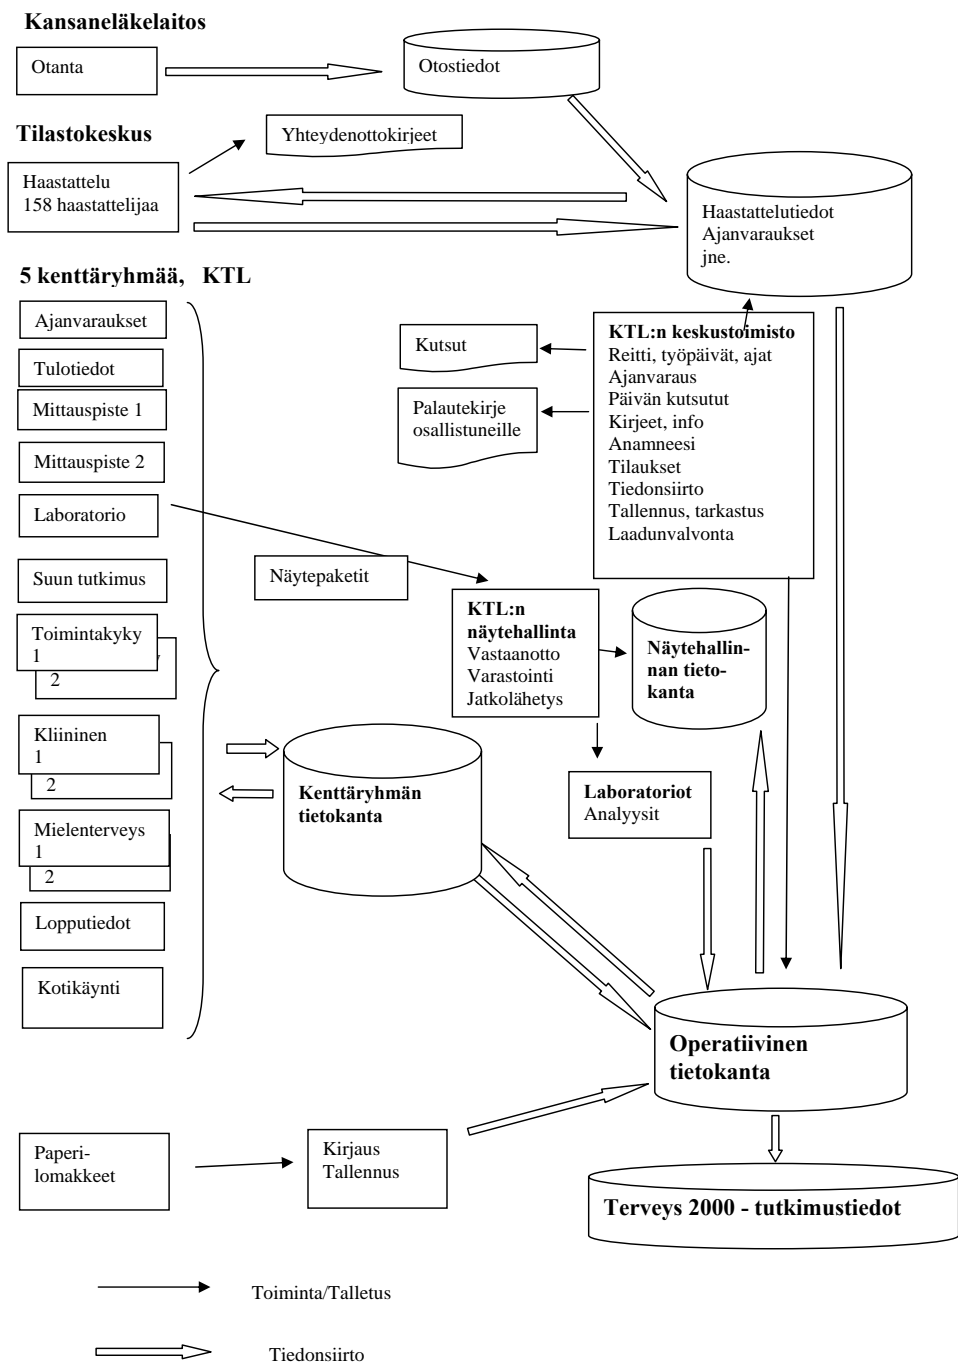 Kansaneläkelaitos
Otanta
Otostiedot
Tilastokeskus
Yhteydenottokirjeet
Haastattelu
158 haastattelijaa
Haastattelutiedot
Ajanvaraukset
jne.
5 kenttäryhmää, KTL
Ajanvaraukset
Tulotiedot
Mittauspiste 1
Mittauspiste 2
Laboratorio
Suun tutkimus
Toimintakyky
1
2
Kliininen
1
2
Mielenterveys
1
2
Lopputiedot
Kotikäynti
Kutsut
Palautekirje
osallistuneille
KTL:n keskustoimisto
Reitti, työpäivät, ajat
Ajanvaraus
Päivän kutsutut
Kirjeet, info
Anamneesi
Tilaukset
Tiedonsiirto
Tallennus, tarkastus
Laadunvalvonta
Näytepaketit
KTL:n
näytehallinta
Vastaanotto
Varastointi
Jatkolähetys
Näytehallin-
nan tieto-
kanta
Kenttäryhmän
tietokanta
Laboratoriot
Analyysit
Operatiivinen
tietokanta
Paperi-
lomakkeet
Kirjaus
Tallennus
Terveys 2000 - tutkimustiedot
Toiminta/Talletus
Tiedonsiirto